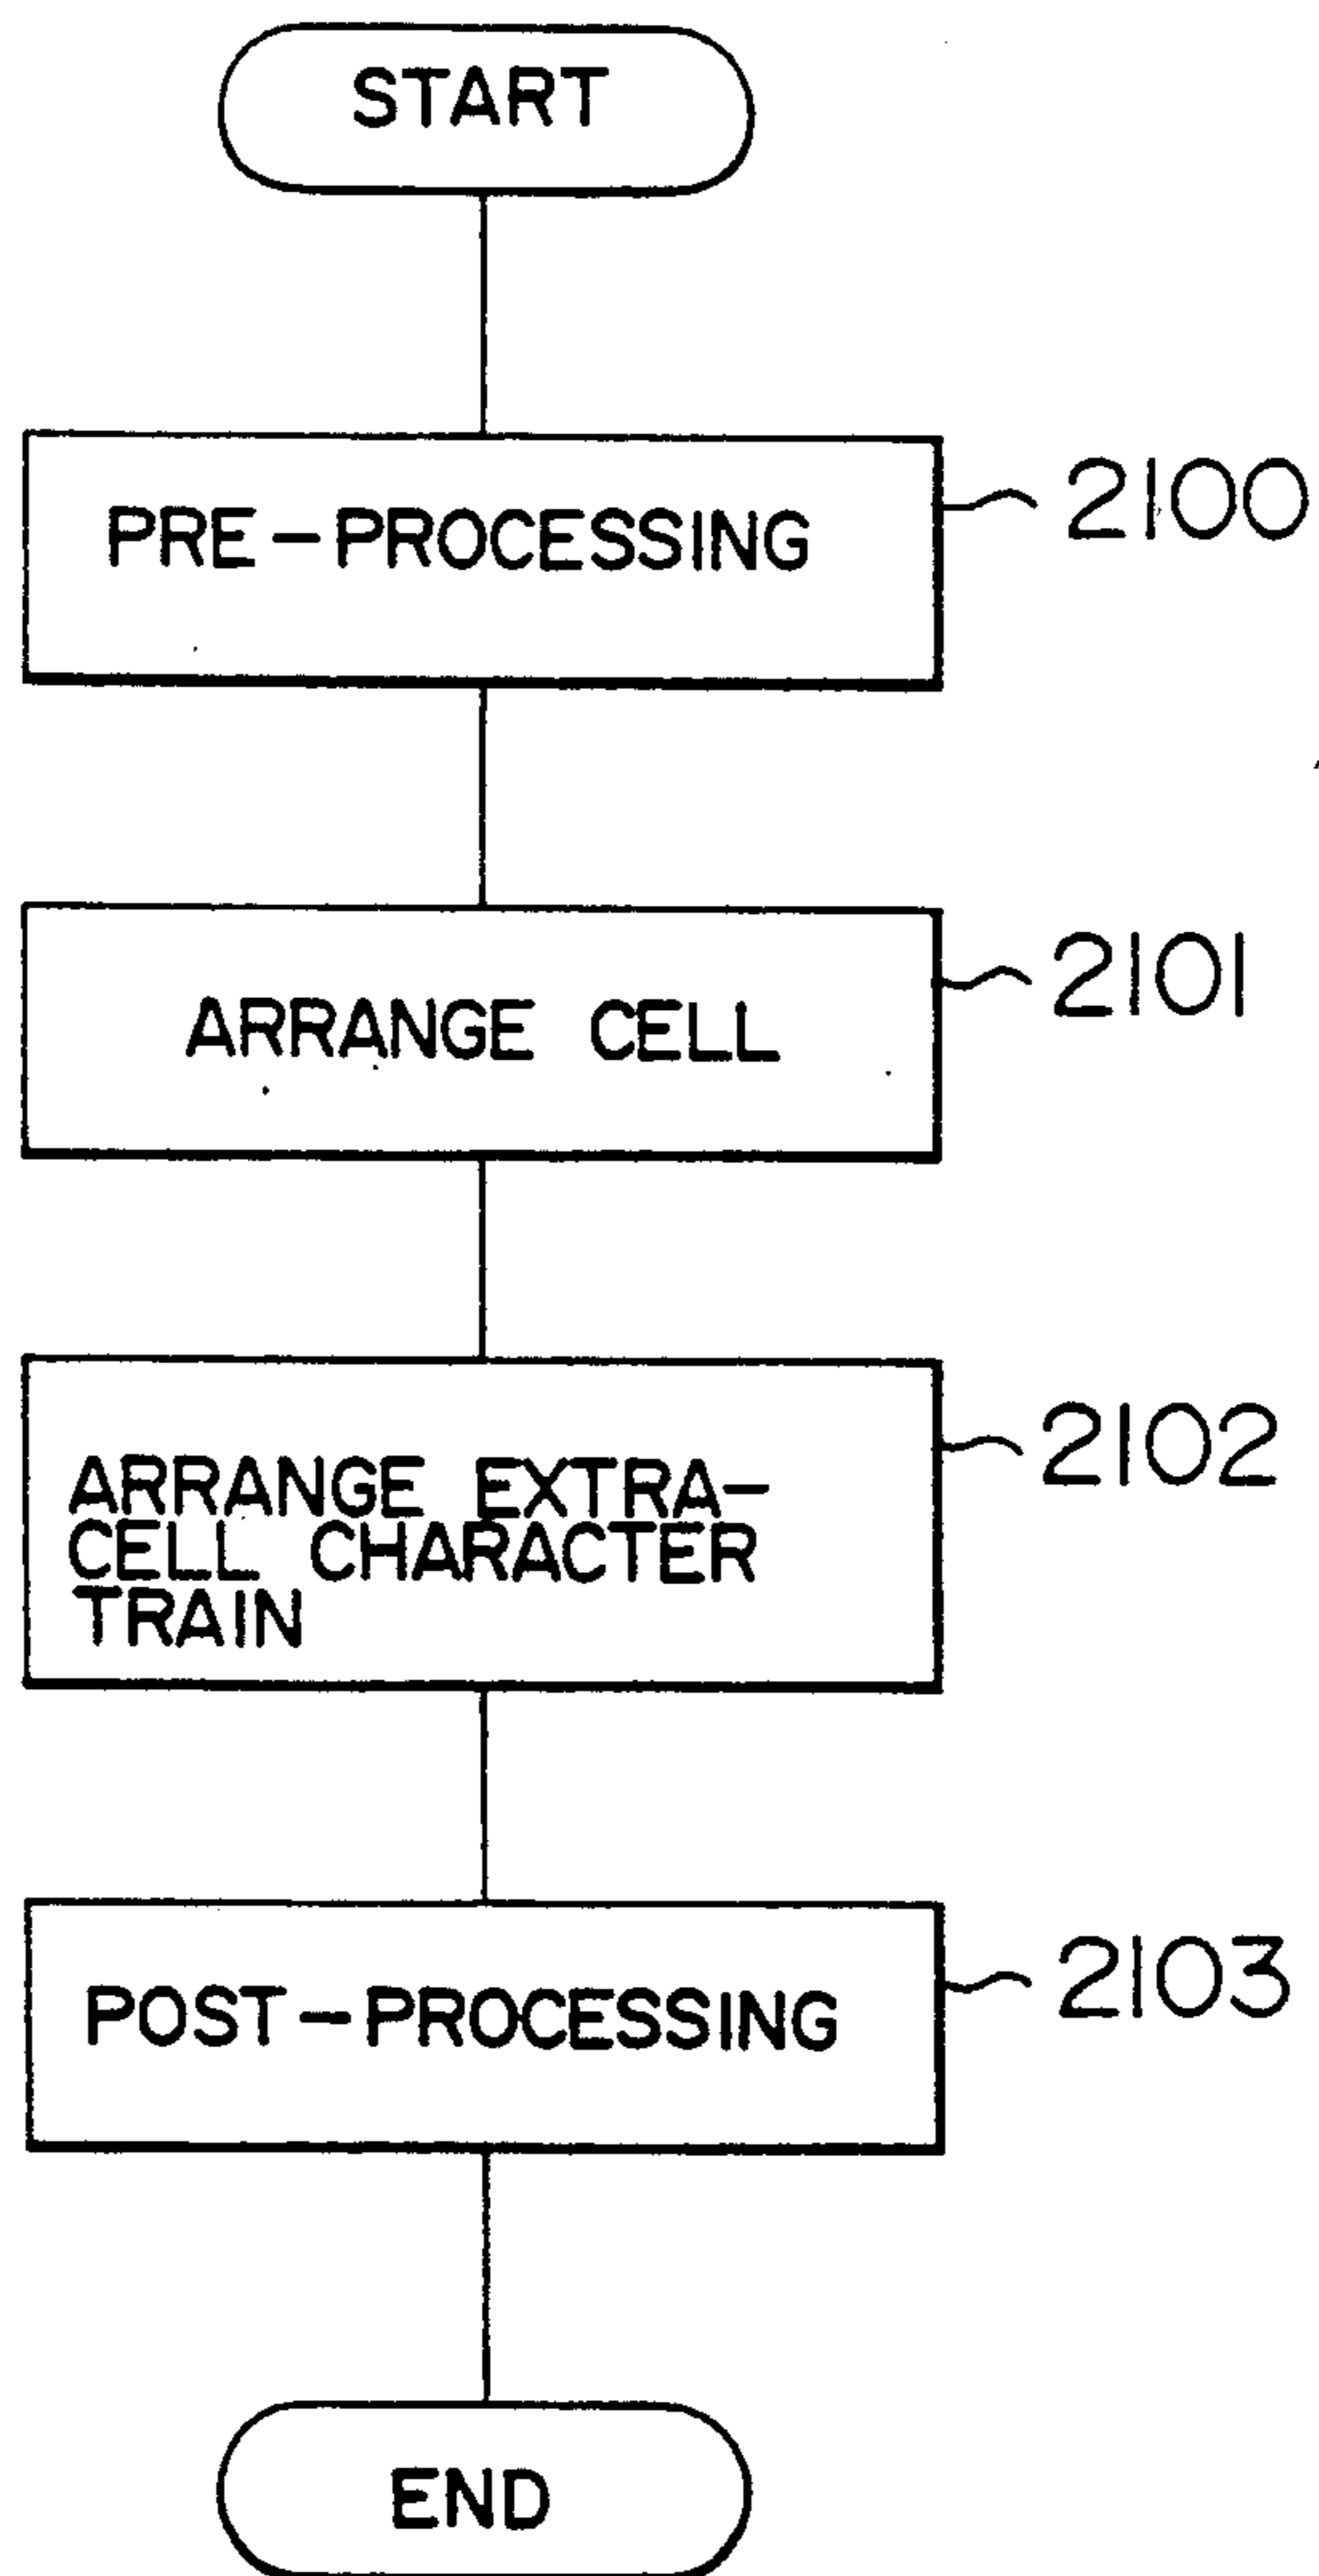 START
PRE-PROCESSING
2100
ARRANGE CELL
2101
ARRANGE EXTRA-
CELL CHARACTER
TRAIN
2102
POST-PROCESSING
2103
END